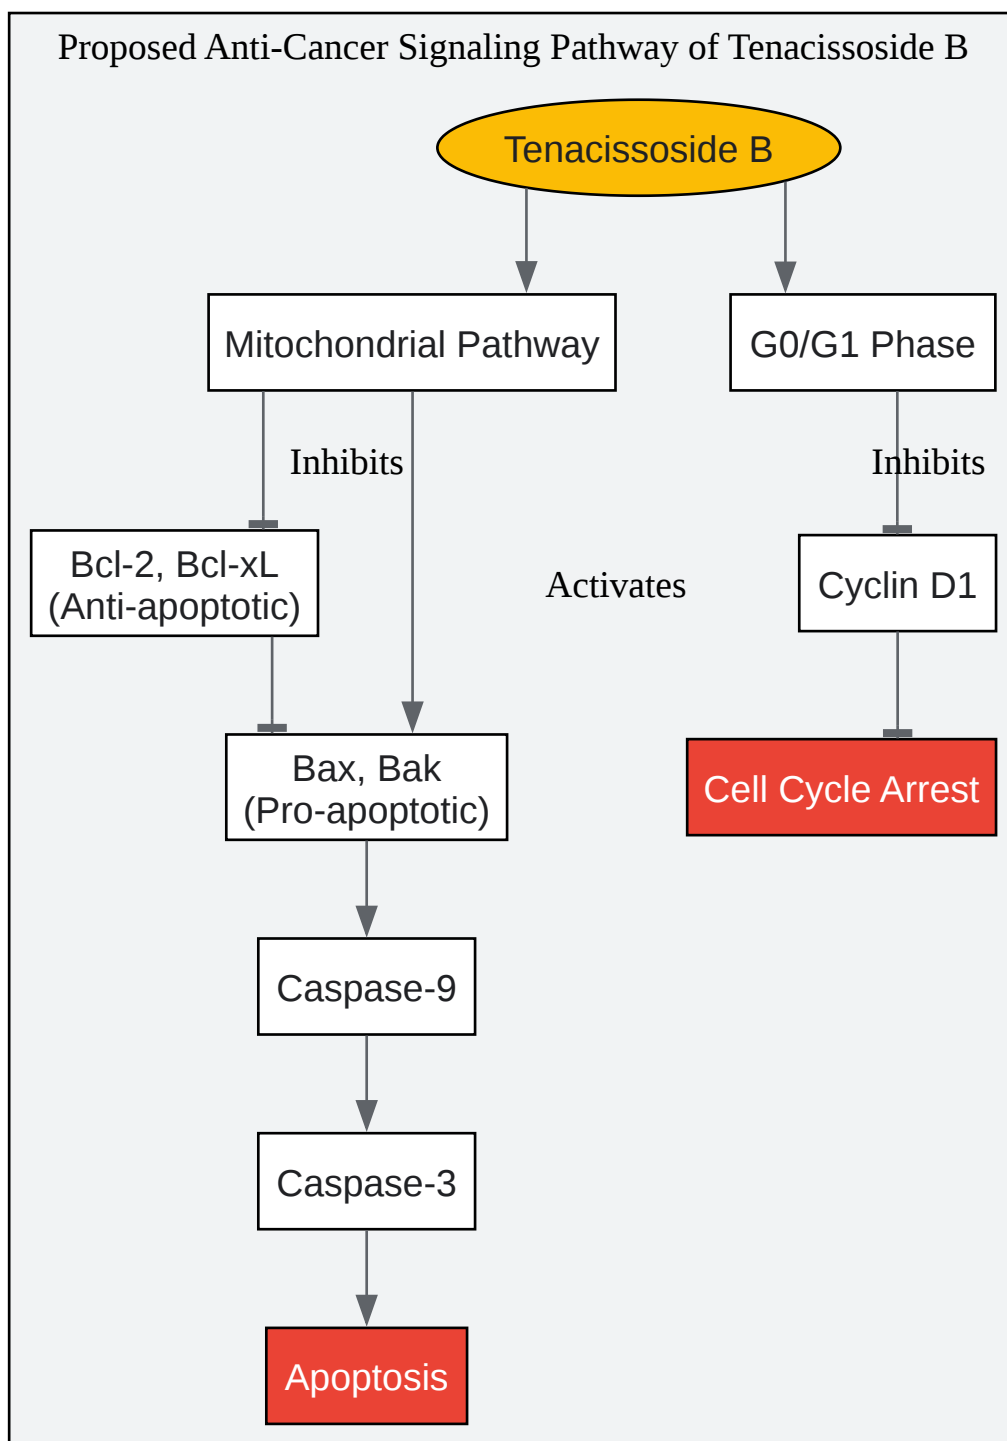 Proposed Anti-Cancer Signaling Pathway of Tenacissoside B
Tenacissoside B
Mitochondrial Pathway
G0/G1 Phase
Inhibits
Inhibits
Bcl-2, Bcl-xL
(Anti-apoptotic)
Activates
Cyclin D1
Bax, Bak
(Pro-apoptotic)
Cell Cycle Arrest
Caspase-9
Caspase-3
Apoptosis